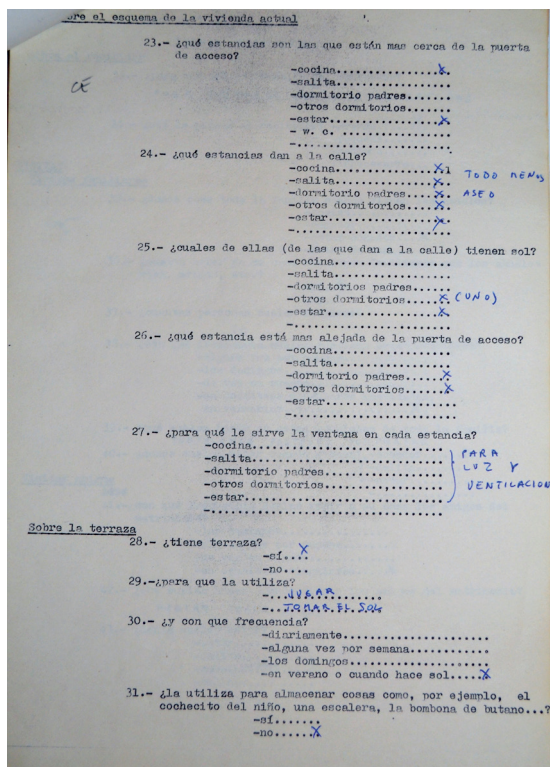 bre el esquema de la vivienda actual
23.- ¿qué estancias son las que están mas cerca de la puerta
de acceso?
CE
-cocina..................X.
-salita...................
-dormitorio padres.......
-otros dormitorios.......
-estar..................X.
- w. c. ..................
-.........................
24.- ¿qué estancias dan a la calle?
-cocina.................X.1 TODO MENOS
-salita.................X.
-dormitorio padres....X. ASEO
-otros dormitorios....X.
-estar..................X
-.........................
25.- ¿cuales de ellas (de las que dan a la calle) tienen sol?
-cocina...................
-salita...................
-dormitorios padres......
-otros dormitorios....X (UNO)
-estar..................X.
-.........................
26.- ¿qué estancia está mas alejada de la puerta de acceso?
-cocina...................
-salita...................
-dormitorio padres.....X.
-otros dormitorios.....X
-estar....................
-.........................
27.- ¿para qué le sirve la ventana en cada estancia?
-cocina...................
-salita................... PARA
-dormitorio padres....... LUZ Y
-otros dormitorios....... VENTILACION
-estar....................
-.........................
Sobre la terraza
28.- ¿tiene terraza?
-sí....X
-no....
29.-¿para que la utiliza?
-...JUGAR.........
-...TOMAR EL SOL
30.- ¿y con que frecuencia?
-diariamente......................
-alguna vez por semana............
-los domingos.....................
-en verano o cuando hace sol.....X
31.- ¿la utiliza para almacenar cosas como, por ejemplo, el
cochecito del niño, una escalera, la bombona de butano...?
-sí.......
-no......X